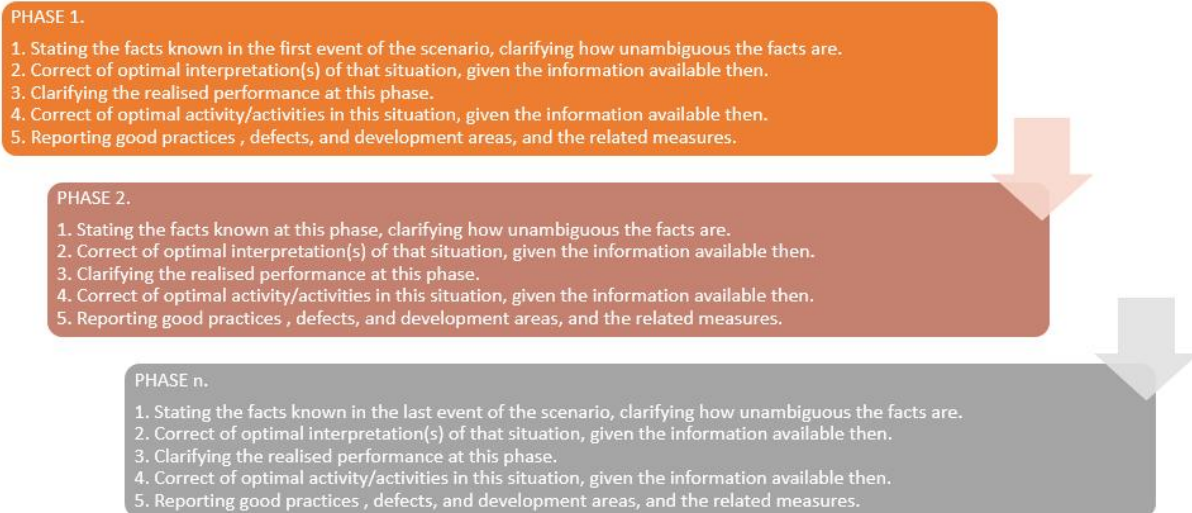 PHASE 1.
1. Stating the facts known in the first event of the scenario, clarifying how unambiguous the facts are.
2. Correct of optimal interpretation(s) of that situation, given the information available then.
3. Clarifying the realised performance at this phase.
4. Correct of optimal activity/activities in this situation, given the information available then.
5. Reporting good practices , defects, and development areas, and the related measures.
PHASE 2.
1. Stating the facts known at this phase, clarifying how unambiguous the facts are.
2. Correct of optimal interpretation(s) of that situation, given the information available then.
3. Clarifying the realised performance at this phase.
4. Correct of optimal activity/activities in this situation, given the information available then.
5. Reporting good practices , defects, and development areas, and the related measures.
PHASE n.
1. Stating the facts known in the last event of the scenario, clarifying how unambiguous the facts are.
2. Correct of optimal interpretation(s) of that situation, given the information available then.
3. Clarifying the realised performance at this phase.
4. Correct of optimal activity/activities in this situation, given the information available then.
5. Reporting good practices , defects, and development areas, and the related measures.